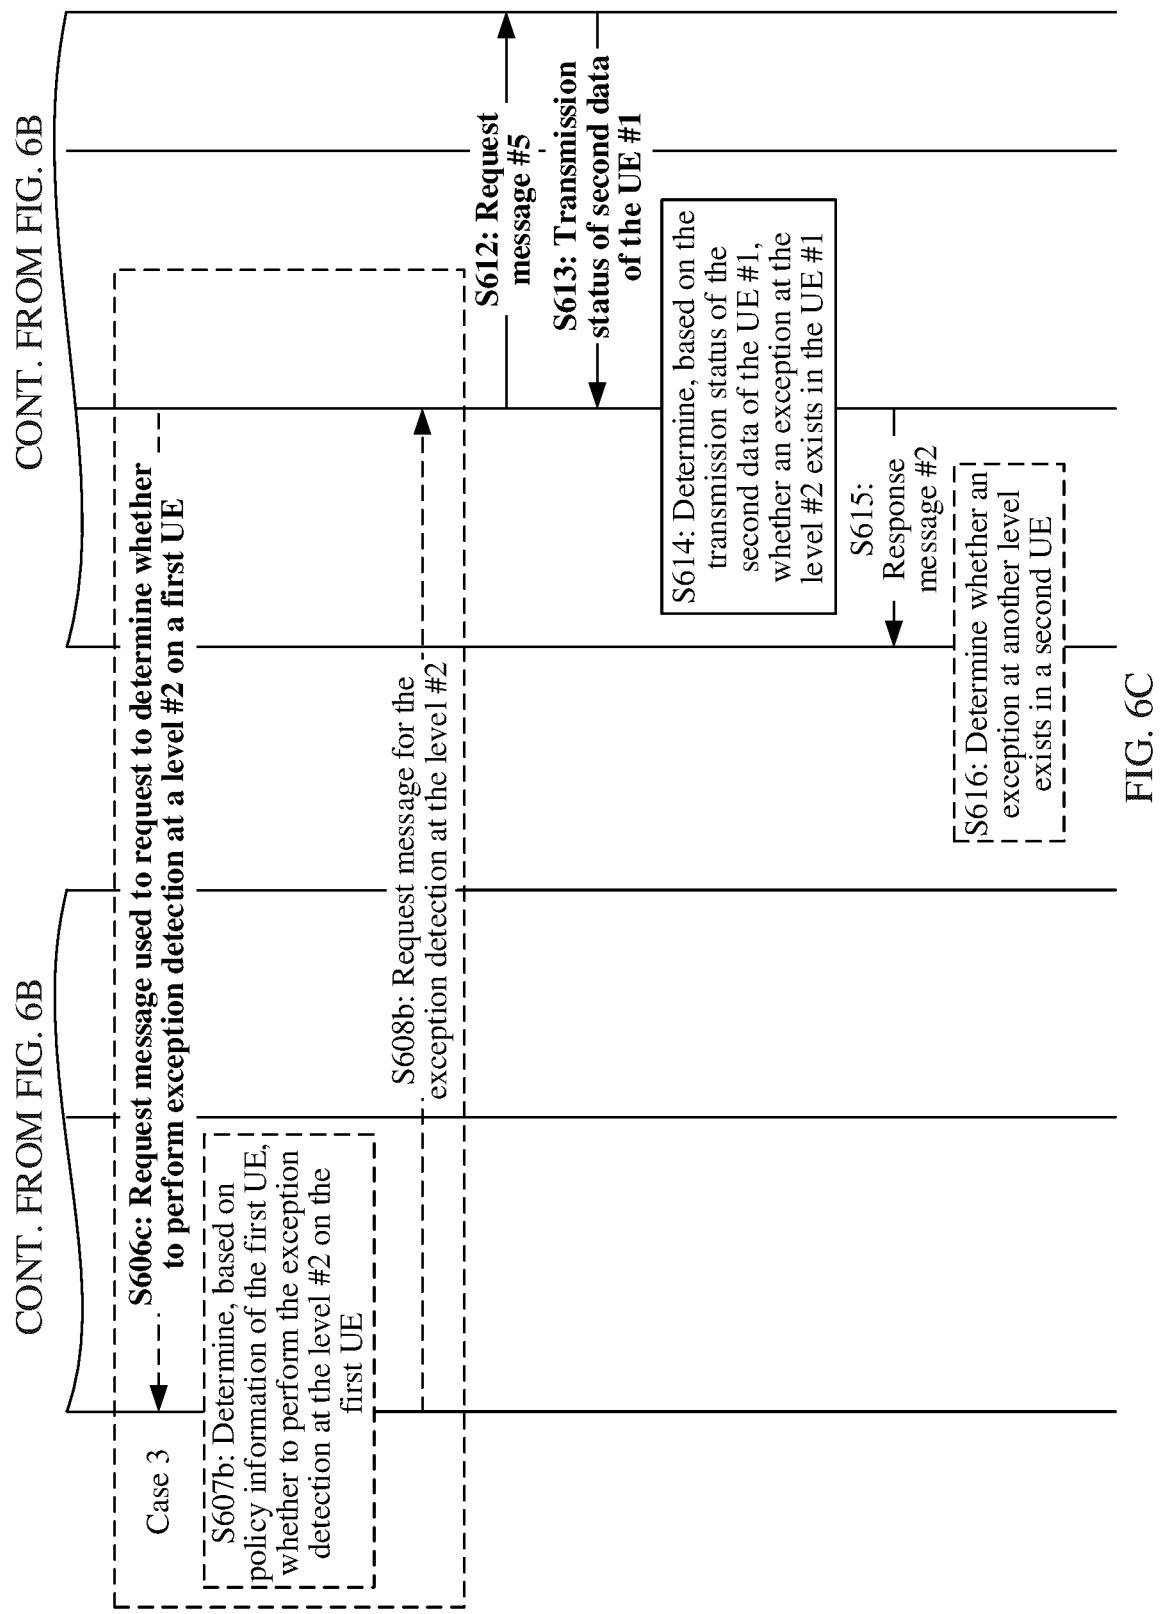 CONT. FROM FIG. 6B
CONT. FROM FIG. 6B
Case 3
S606c: Request message used to request to determine whether
to perform exception detection at a level #2 on a first UE
S607b: Determine, based on
policy information of the first UE,
whether to perform the exception
detection at the level #2 on the
first UE
S608b: Request message for the
exception detection at the level #2
S612: Request
message #5
S613: Transmission
status of second data
of the UE #1
S614: Determine, based on the
transmission status of the
second data of the UE #1,
whether an exception at the
level #2 exists in the UE #1
S615:
Response
message #2
S616: Determine whether an
exception at another level
exists in a second UE
FIG. 6C